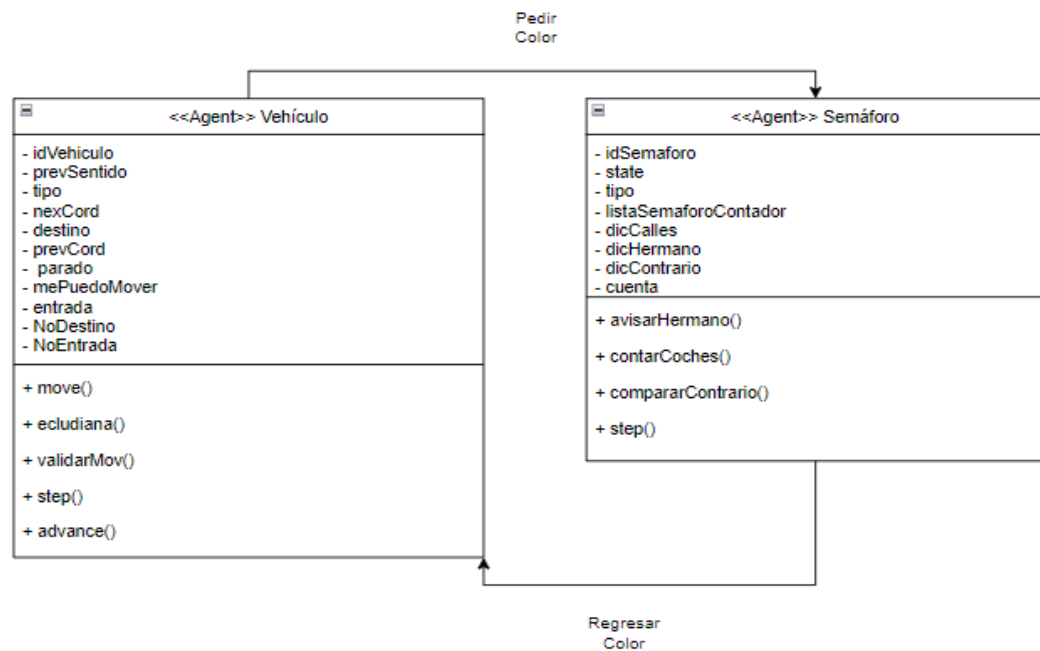 Pedir
Color
<<Agent>> Vehículo
- idVehiculo
- prevSentido
- tipo
- nexCord
- destino
- prevCord
- parado
- mePuedoMover
- entrada
- NoDestino
- NoEntrada
+ move()
+ ecludiana()
+ validarMov()
+ step()
+ advance()
<<Agent>> Semáforo
- idSemaforo
- state
- tipo
- listaSemaforoContador
- dicCalles
- dicHermano
- dicContrario
- cuenta
+ avisarHermano()
+ contarCoches()
+ compararContrario()
+ step()
Regresar
Color